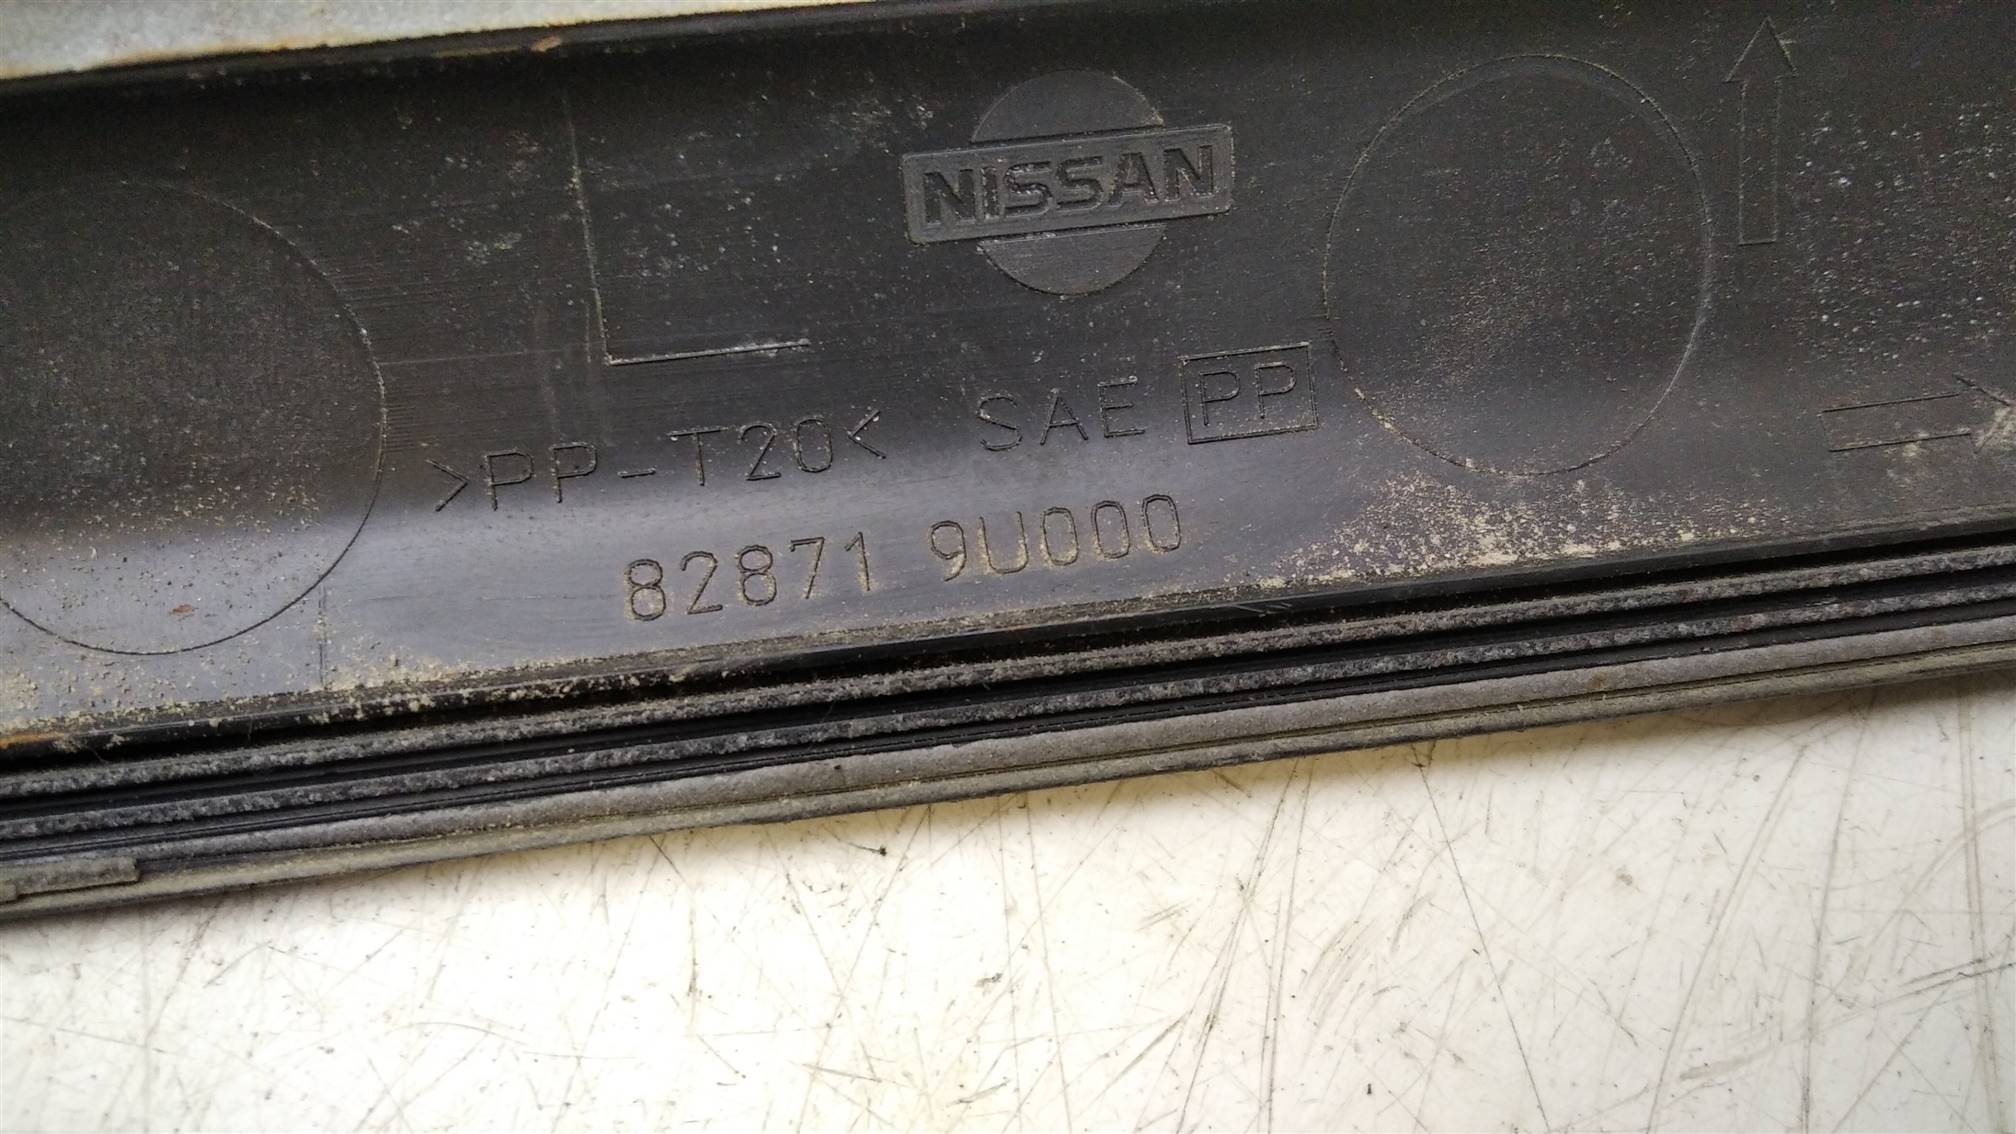 NISSAN
>PP-T20< SAE PP
82871 9U000